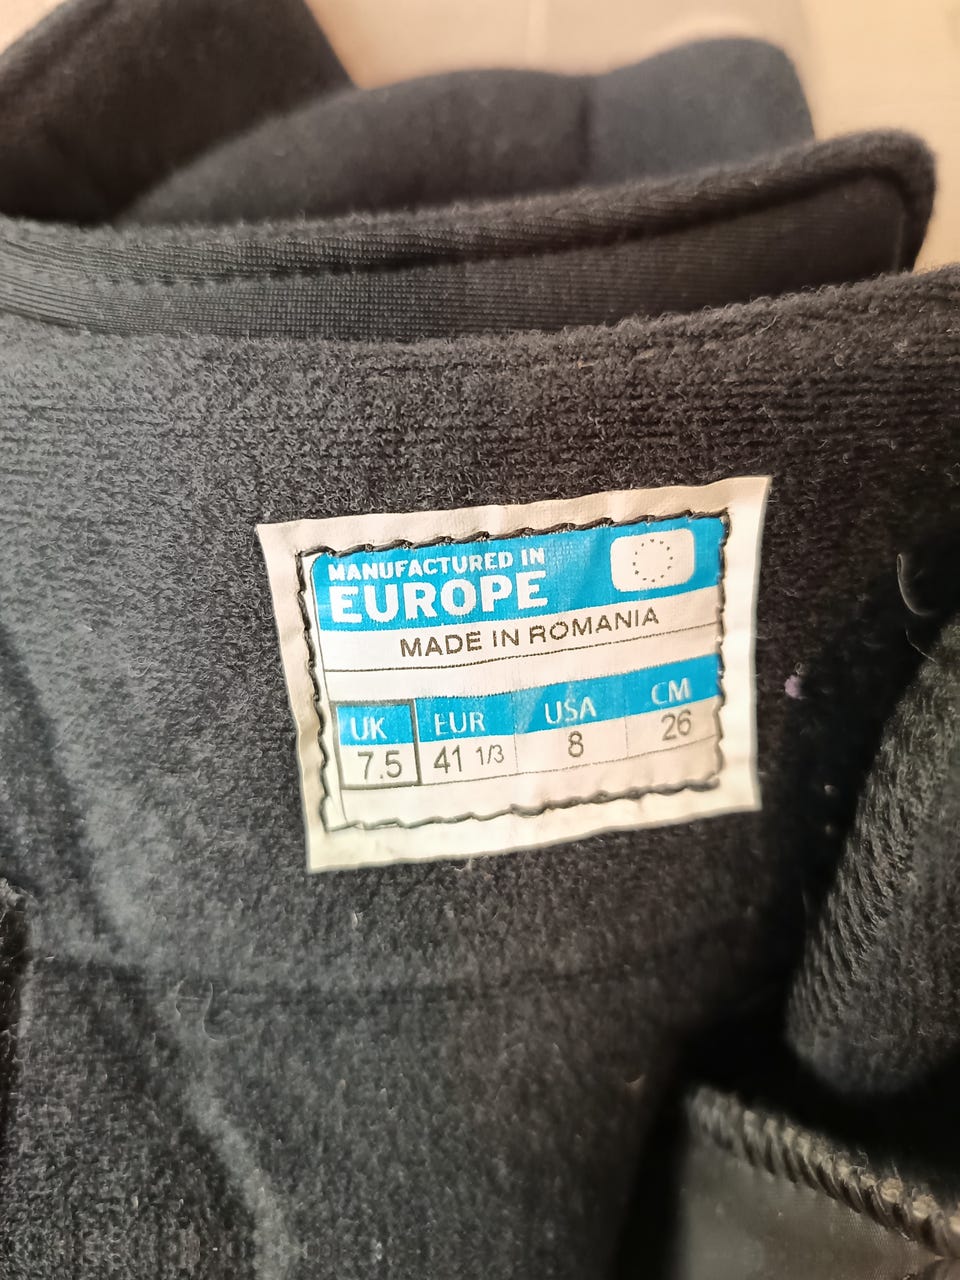 MANUFACTURED IN
EUROPE
MADE IN ROMANIA
UK EUR USA CM
7.5 41 1/3 8 26